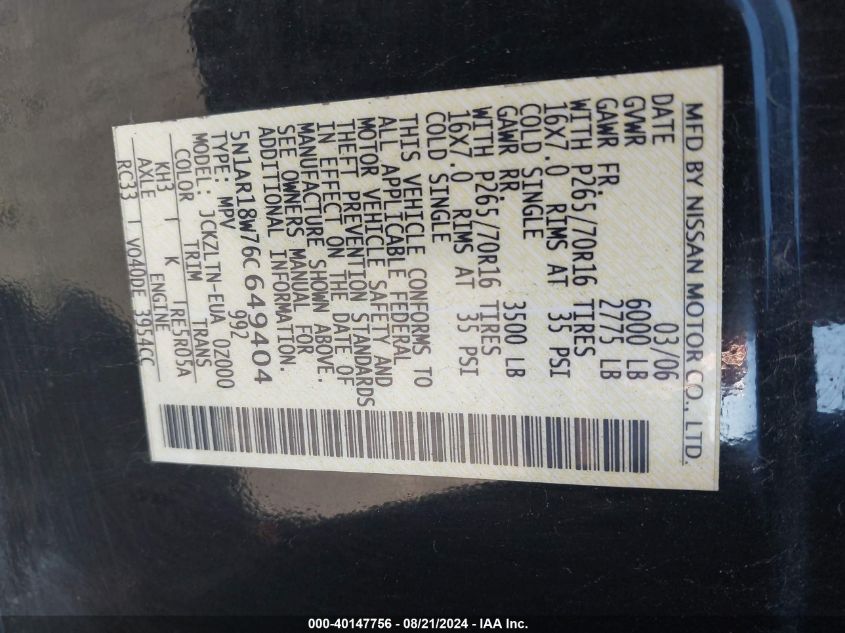 MFD BY NISSAN MOTOR CO., LTD.
DATE 03/06
GVWR 6000 LB
GAWR FR. 2775 LB
WITH P265/70R16 TIRES
16X7.0 RIMS AT 35 PSI
COLD SINGLE
GAWR RR. 3500 LB
WITH P265/70R16 TIRES
16X7.0 RIMS AT 35 PSI
COLD SINGLE
THIS VEHICLE CONFORMS TO
ALL APPLICABLE FEDERAL
MOTOR VEHICLE SAFETY AND
THEFT PREVENTION STANDARDS
IN EFFECT ON THE DATE OF
MANUFACTURE SHOWN ABOVE.
SEE OWNERS MANUAL FOR
ADDITIONAL INFORMATION.
5N1AR18W76C649404
TYPE: MPV 992
MODEL: JCKZLTN-EUA 0Z000
COLOR TRIM TRANS
KH3 K RE5R05A
AXLE ENGINE
RC33 VQ40DE 3954CC
000-40147756 - 08/21/2024 - IAA Inc.